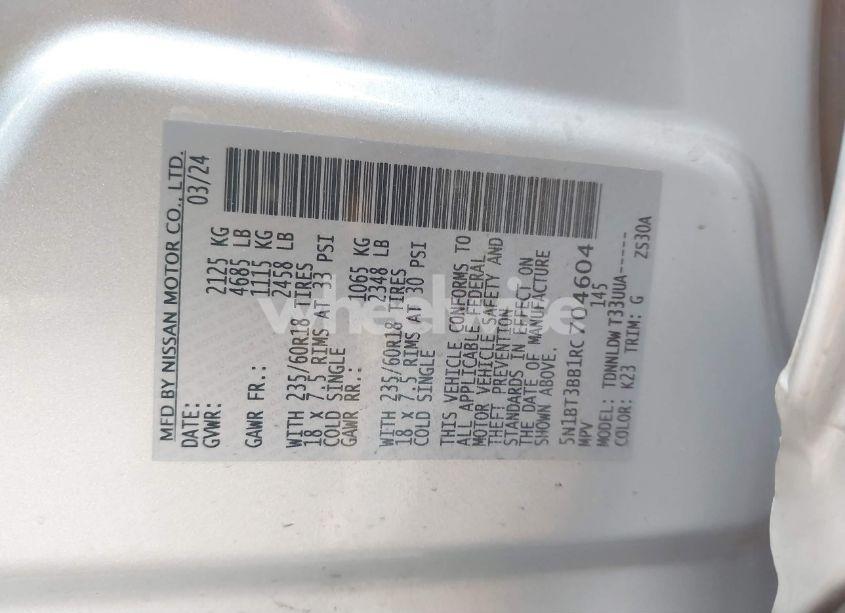 MFD BY NISSAN MOTOR CO., LTD.
DATE: 03/24
GVWR: 2125 KG
4685 LB
GAWR FR.: 1115 KG
2458 LB
WITH 235/60R18 TIRES
18 X 7.5 RIMS AT 33 PSI
COLD SINGLE
GAWR RR.: 1065 KG
2348 LB
WITH 235/60R18 TIRES
18 X 7.5 RIMS AT 30 PSI
COLD SINGLE
THIS VEHICLE CONFORMS TO
ALL APPLICABLE FEDERAL
MOTOR VEHICLE SAFETY AND
THEFT PREVENTION
STANDARDS IN EFFECT ON
THE DATE OF MANUFACTURE
SHOWN ABOVE.
5N1BT3BB1RC 704604
MPV 145
MODEL: TDNNLDW T33UUA-----
COLOR: K23 TRIM: G ZS30A
wheelwise